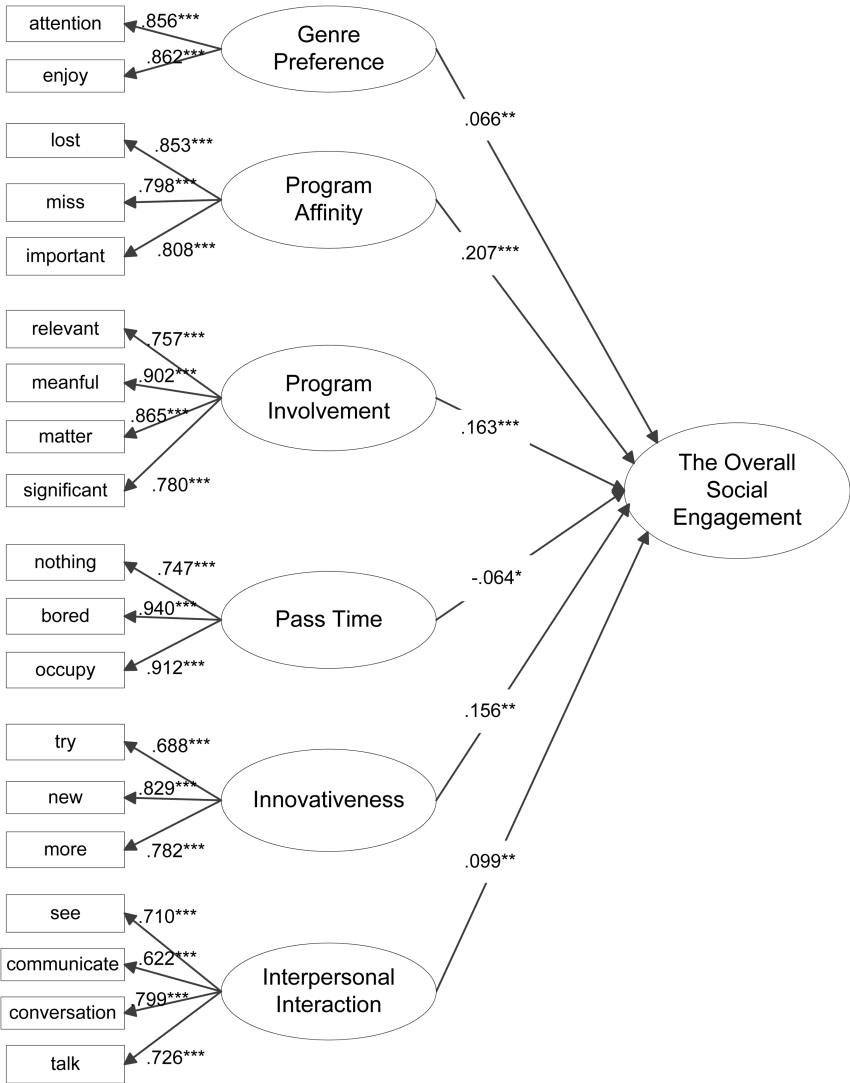 attention
.856***
enjoy
.862***
Genre
Preference
.066**
lost
.853***
miss
.798***
important
.808***
Program
Affinity
.207***
relevant
.757***
meanful
.902***
matter
.865***
significant
.780***
Program
Involvement
.163***
The Overall
Social
Engagement
nothing
.747***
bored
.940***
occupy
.912***
Pass Time
-.064*
try
.688***
new
.829***
more
.782***
Innovativeness
.156**
see
.710***
communicate
.622***
conversation
.799***
talk
.726***
Interpersonal
Interaction
.099**